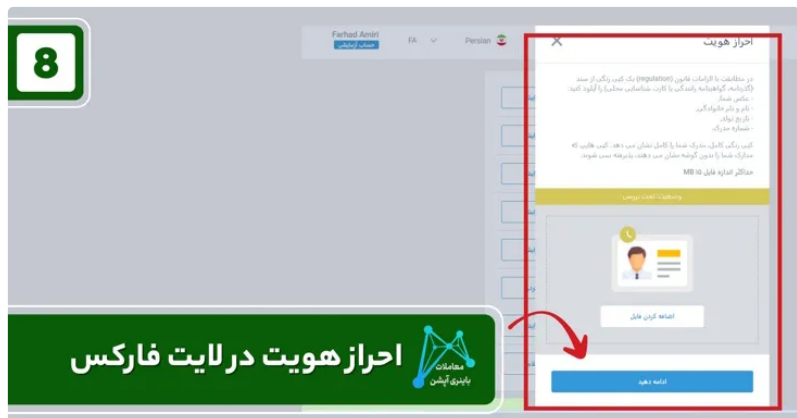 8
Ferhad Amiri
حساب آزمایشی
FA
Persian
احراز هویت
در مطابقت با الزامات قانون (regulation) یک کپی رنگی از سند
(گذرنامه، گواهینامه رانندگی یا کارت شناسایی محلی) را آپلود کنید:
- عکس شما،
- نام و نام خانوادگی،
- تاریخ تولد،
- شماره مدرک.
کپی رنگی کامل، مدرک شما را کامل نشان می دهد. کپی هایی که
مدارک شما را بدون گوشه نشان می دهند، پذیرفته نمی شوند.
حداکثر اندازه فایل 15 MB
وضعیت: تحت بررسی
اضافه کردن فایل
ادامه دهید
احراز هویت در لایت فارکس
معاملات
باینری آپشن